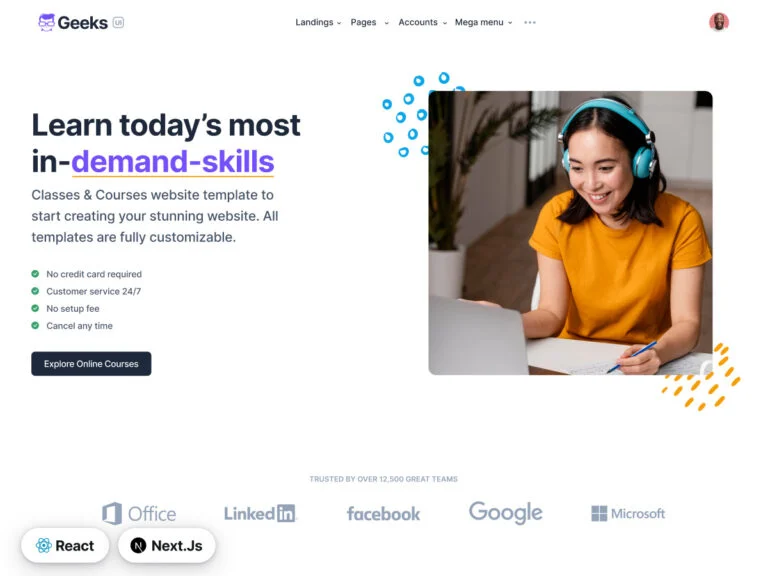 Geeks UI
Landings Pages Accounts Mega menu
Learn today's most
in-demand-skills
Classes & Courses website template to
start creating your stunning website. All
templates are fully customizable.
No credit card required
Customer service 24/7
No setup fee
Cancel any time
Explore Online Courses
TRUSTED BY OVER 12,500 GREAT TEAMS
Office LinkedIn facebook Google Microsoft
React Next.Js